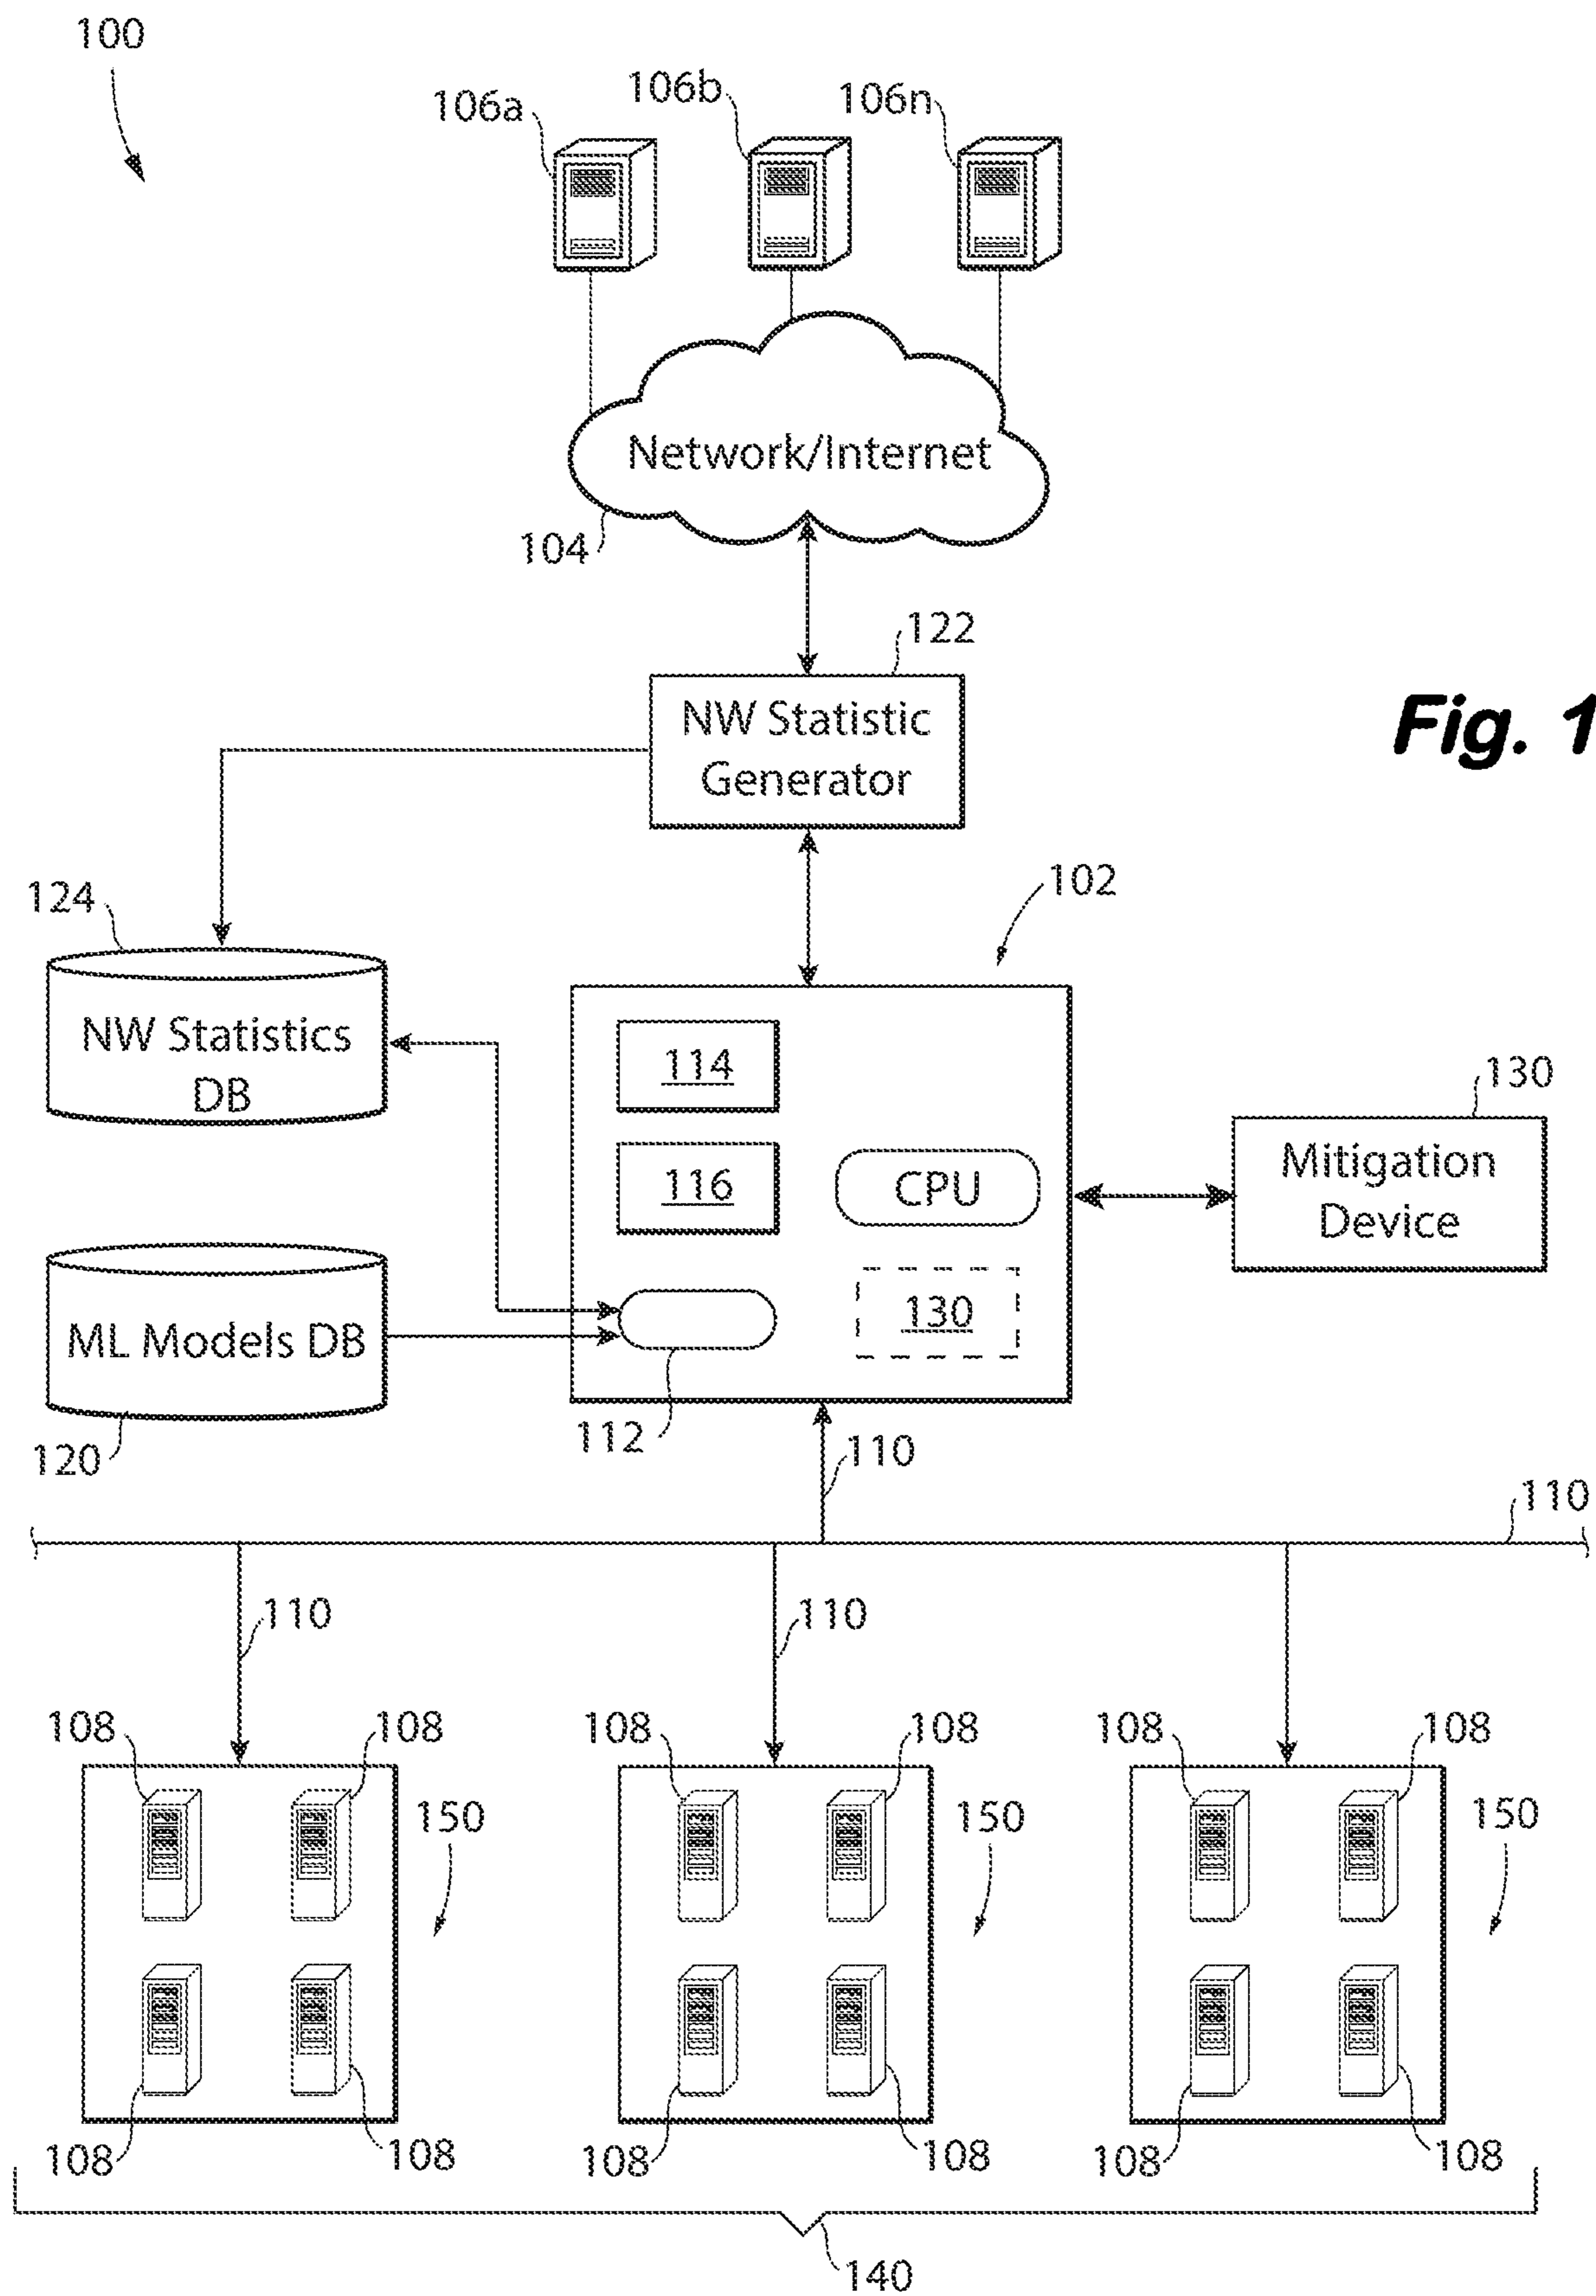 100
106a
106b
106n
Network/Internet
104
122
NW Statistic
Generator
Fig. 1
102
124
NW Statistics
DB
114
116
CPU
130
Mitigation
Device
130
ML Models DB
120
112
110
110
110
110
108
108
108
108
108
108
150
150
150
108
108
108
108
108
108
140